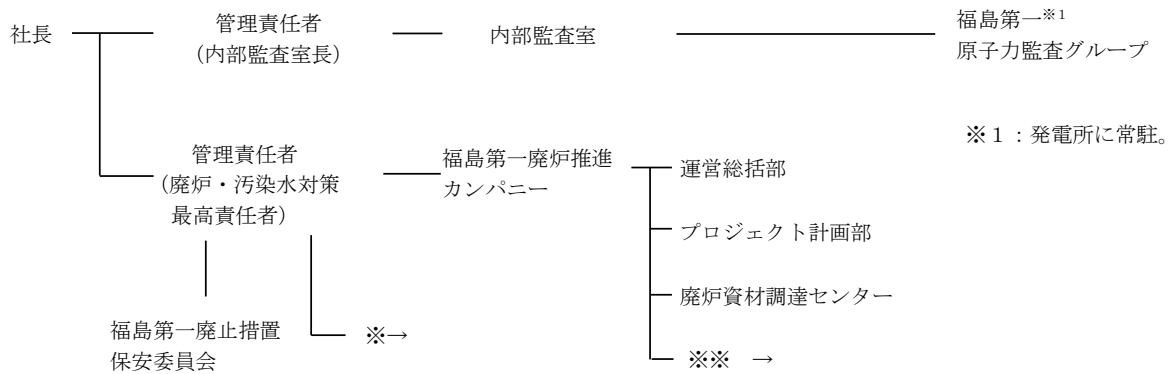 社長
管理責任者
（内部監査室長）
内部監査室
福島第一※1
原子力監査グループ
※１：発電所に常駐。
管理責任者
（廃炉・汚染水対策
最高責任者）
福島第一廃炉推進
カンパニー
運営総括部
プロジェクト計画部
廃炉資材調達センター
福島第一廃止措置
保安委員会
※→
※※ →